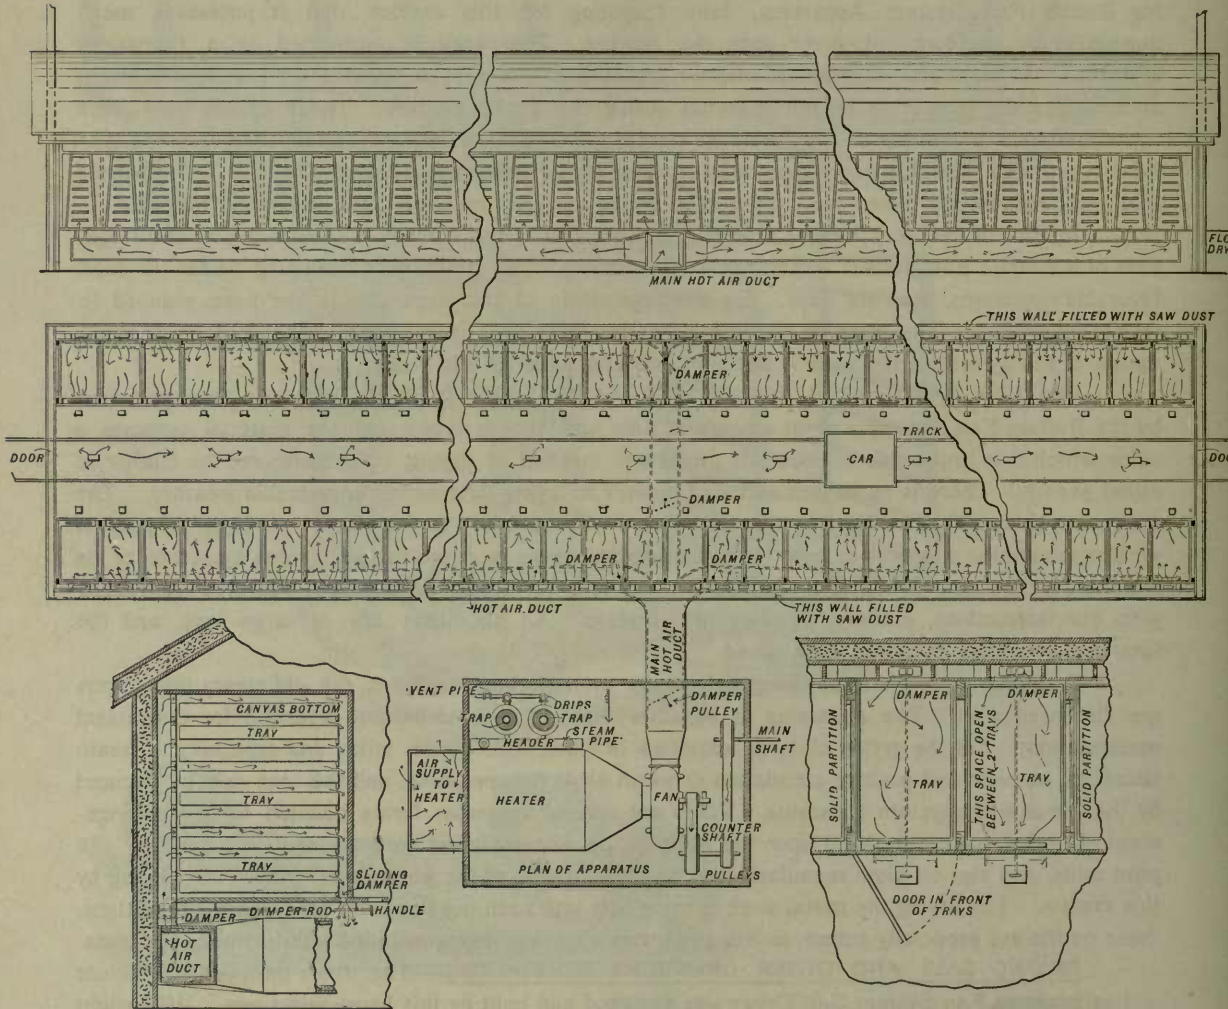 FLO
DRY
MAIN HOT AIR DUCT
THIS WALL FILLED WITH SAW DUST
DAMPER
TRACK
DOOR
CAR
DOO
DAMPER
DAMPER
DAMPER
HOT AIR DUCT
THIS WALL FILLED
WITH SAW DUST
MAIN
HOT AIR
DUCT
CANVAS BOTTOM
TRAY
TRAY
TRAY
SLIDING
DAMPER
DAMPER
DAMPER ROD
HANDLE
HOT
AIR
DUCT
VENT PIPE
DRIPS
TRAP
TRAP
STEAM
PIPE
HEADER
AIR
SUPPLY
TO
HEATER
HEATER
FAN
DAMPER
PULLEY
MAIN
SHAFT
COUNTER
SHAFT
PLAN OF APPARATUS
PULLEYS
SOLID PARTITION
DAMPER
TRAY
THIS SPACE OPEN
BETWEEN 2 TRAYS
DAMPER
TRAY
SOLID PARTITION
DOOR IN FRONT
OF TRAYS